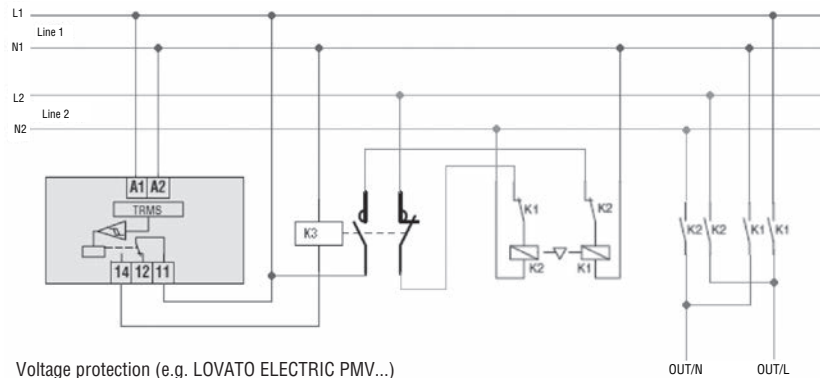 L1
Line 1
N1
L2
Line 2
N2
A1 A2
TRMS
14 12 11
K3
K1
K2
K2
K1
K2 K2 K1 K1
Voltage protection (e.g. LOVATO ELECTRIC PMV...)
OUT/N
OUT/L